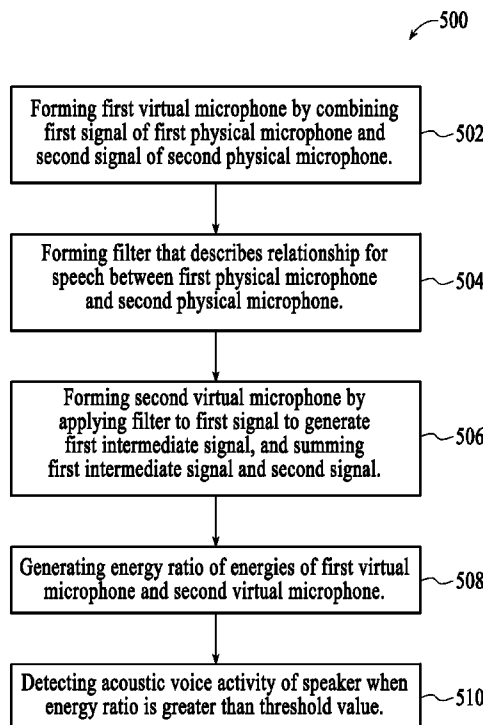 500
Forming first virtual microphone by combining
first signal of first physical microphone and
second signal of second physical microphone.
502
Forming filter that describes relationship for
speech between first physical microphone
and second physical microphone.
504
Forming second virtual microphone by
applying filter to first signal to generate
first intermediate signal, and summing
first intermediate signal and second signal.
506
Generating energy ratio of energies of first virtual
microphone and second virtual microphone.
508
Detecting acoustic voice activity of speaker when
energy ratio is greater than threshold value.
510